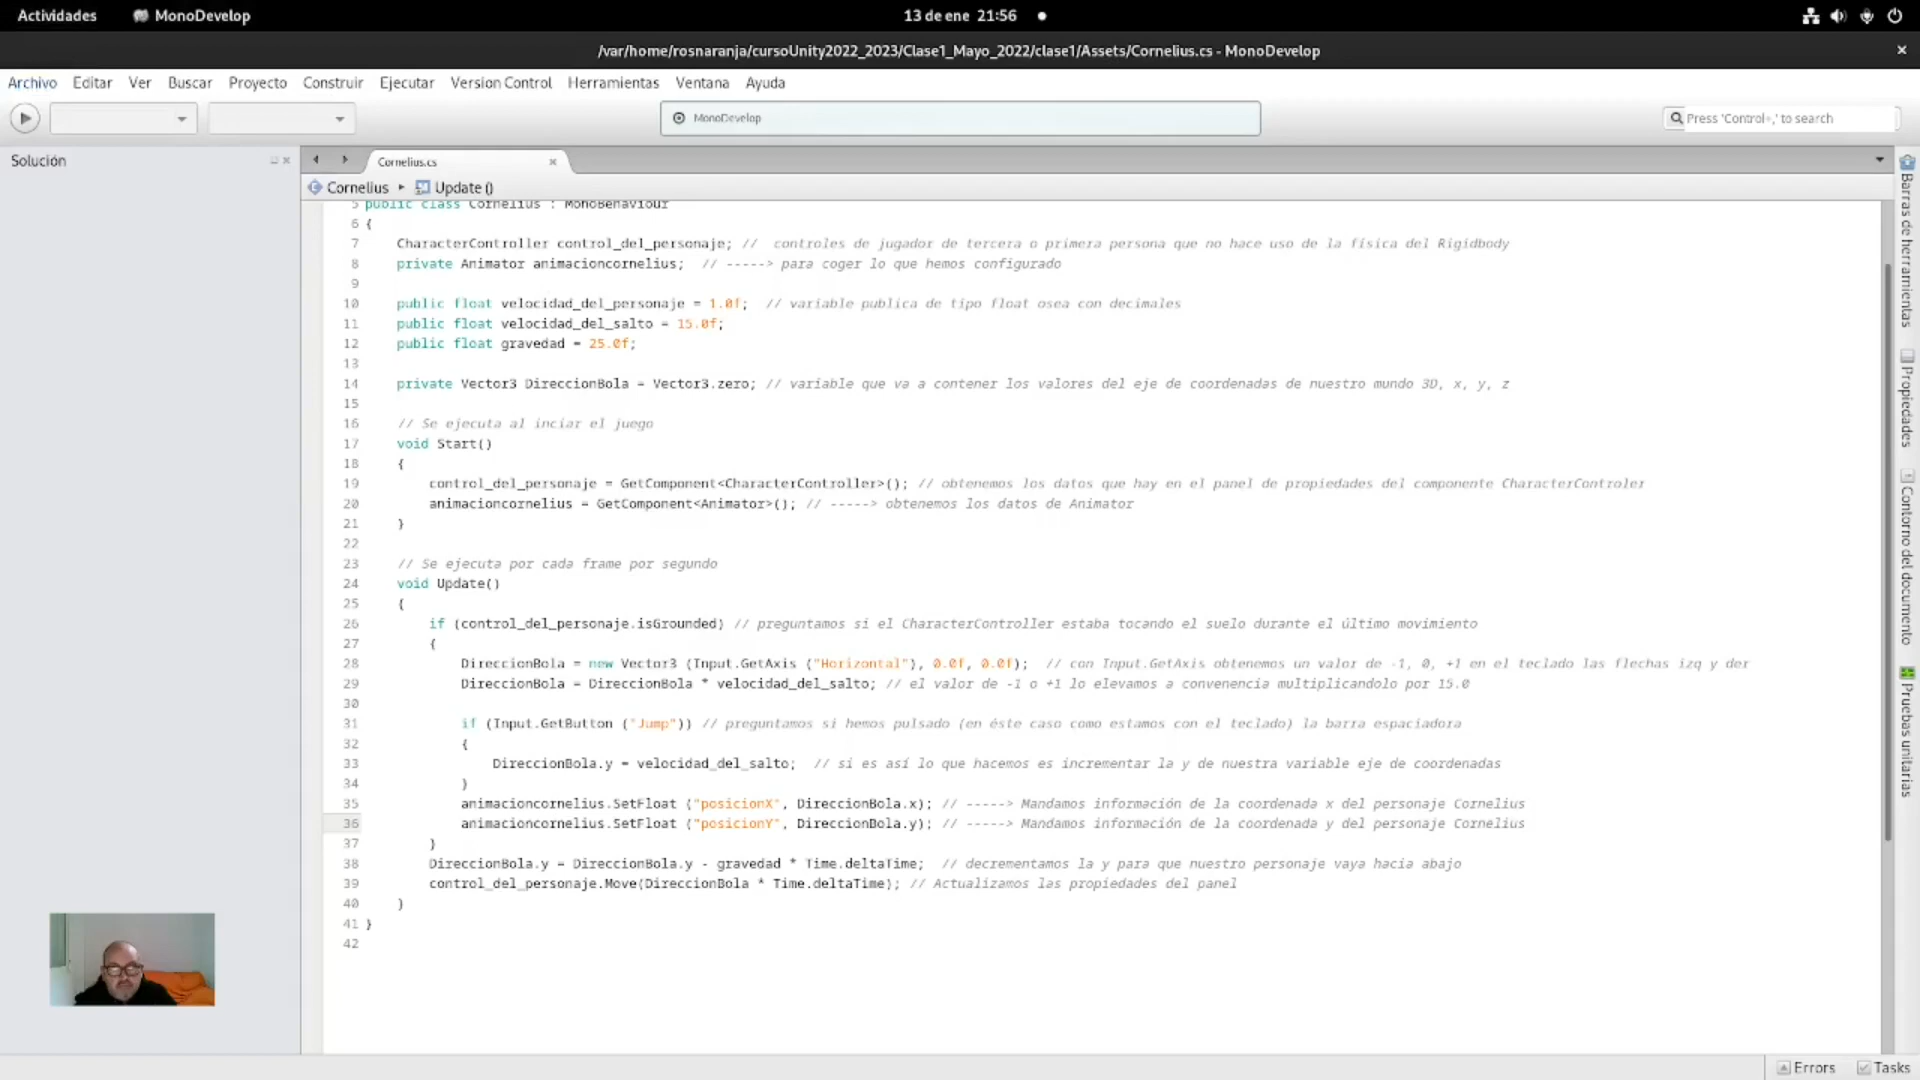 Actividades
MonoDevelop
13 de ene 21:56
/var/home/rosnaranja/cursoUnity2022_2023/Clase1_Mayo_2022/clase1/Assets/Cornelius.cs - MonoDevelop
Archivo Editar Ver Buscar Proyecto Construir Ejecutar Version Control Herramientas Ventana Ayuda
MonoDevelop
Press 'Control+,' to search
Solución
Cornelius.cs
Cornelius ▸ Update ()
5 public class Cornelius : MonoBehaviour
6 {
7 CharacterController control_del_personaje; // controles de jugador de tercera o primera persona que no hace uso de la física del Rigidbody
8 private Animator animacioncornelius; // -----> para coger lo que hemos configurado
9
10 public float velocidad_del_personaje = 1.0f; // variable publica de tipo float osea con decimales
11 public float velocidad_del_salto = 15.0f;
12 public float gravedad = 25.0f;
13
14 private Vector3 DireccionBola = Vector3.zero; // variable que va a contener los valores del eje de coordenadas de nuestro mundo 3D, x, y, z
15
16 // Se ejecuta al inciar el juego
17 void Start()
18 {
19 control_del_personaje = GetComponent<CharacterController>(); // obtenemos los datos que hay en el panel de propiedades del componente CharacterControler
20 animacioncornelius = GetComponent<Animator>(); // -----> obtenemos los datos de Animator
21 }
22
23 // Se ejecuta por cada frame por segundo
24 void Update()
25 {
26 if (control_del_personaje.isGrounded) // preguntamos si el CharacterController estaba tocando el suelo durante el último movimiento
27 {
28 DireccionBola = new Vector3 (Input.GetAxis ("Horizontal"), 0.0f, 0.0f); // con Input.GetAxis obtenemos un valor de -1, 0, +1 en el teclado las flechas izq y der
29 DireccionBola = DireccionBola * velocidad_del_salto; // el valor de -1 o +1 lo elevamos a convenencia multiplicandolo por 15.0
30
31 if (Input.GetButton ("Jump")) // preguntamos si hemos pulsado (en éste caso como estamos con el teclado) la barra espaciadora
32 {
33 DireccionBola.y = velocidad_del_salto; // si es así lo que hacemos es incrementar la y de nuestra variable eje de coordenadas
34 }
35 animacioncornelius.SetFloat ("posicionX", DireccionBola.x); // -----> Mandamos información de la coordenada x del personaje Cornelius
36 animacioncornelius.SetFloat ("posicionY", DireccionBola.y); // -----> Mandamos información de la coordenada y del personaje Cornelius
37 }
38 DireccionBola.y = DireccionBola.y - gravedad * Time.deltaTime; // decrementamos la y para que nuestro personaje vaya hacia abajo
39 control_del_personaje.Move(DireccionBola * Time.deltaTime); // Actualizamos las propiedades del panel
40 }
41 }
42
Barras de herramientas
Propiedades
Contorno del documento
Pruebas unitarias
Errors
Tasks